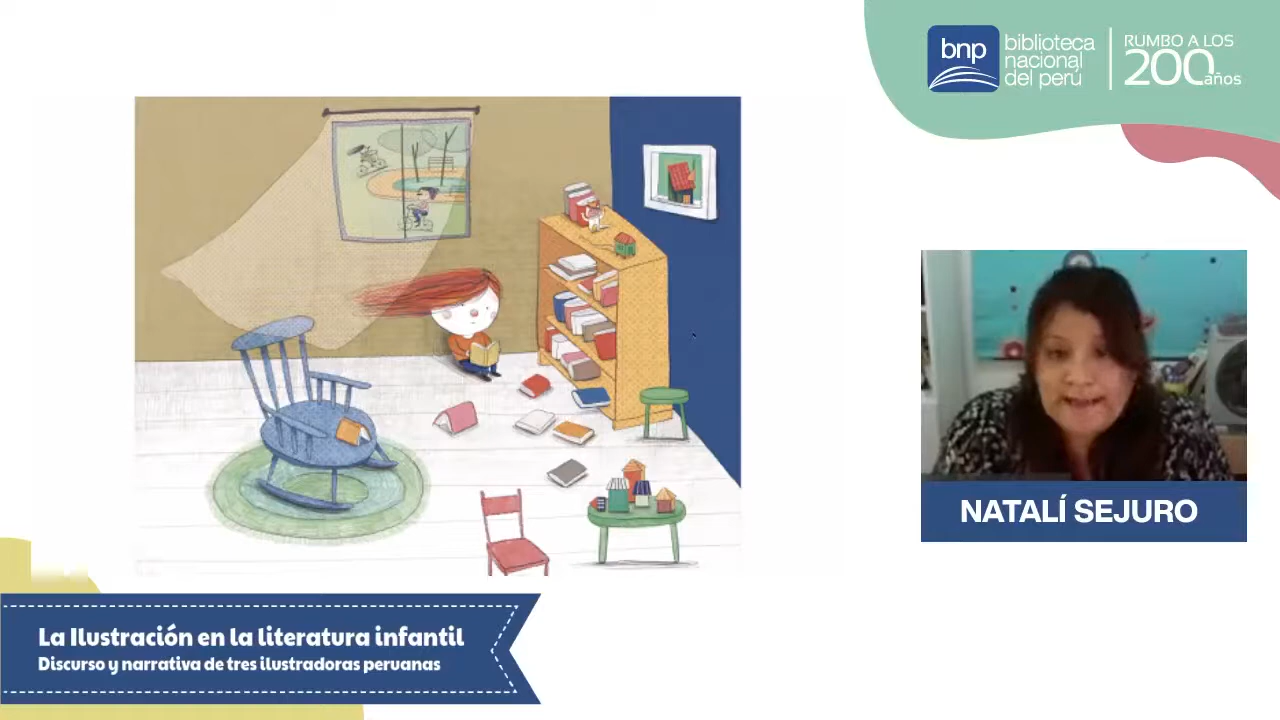 bnp
biblioteca
nacional
del perú
RUMBO A LOS
200
años
NATALÍ SEJURO
La Ilustración en la literatura infantil
Discurso y narrativa de tres ilustradoras peruanas